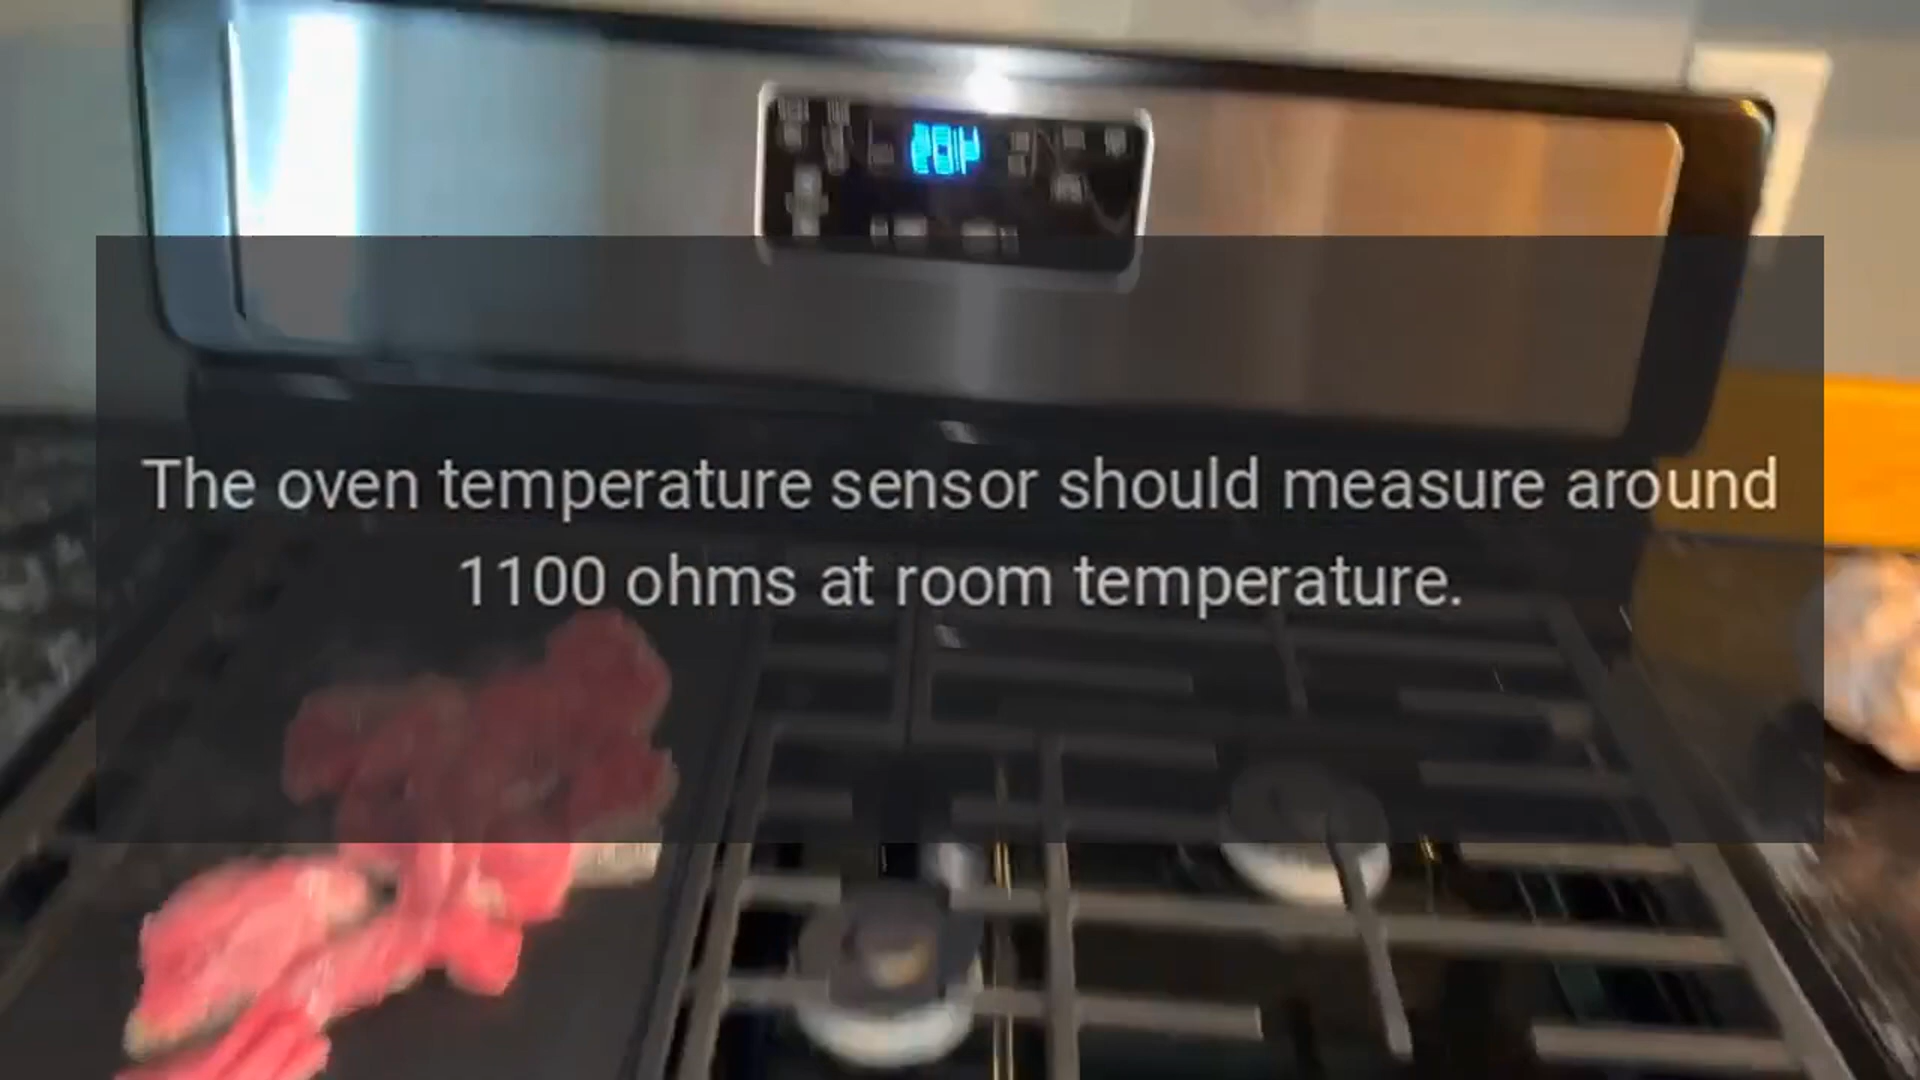 The oven temperature sensor should measure around
1100 ohms at room temperature.